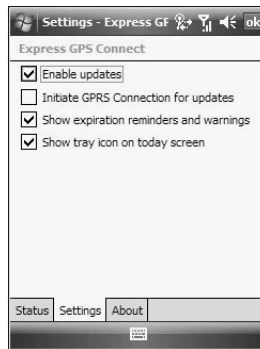 Settings - Express GF ok
Express GPS Connect
Enable updates
Initiate GPRS Connection for updates
Show expiration reminders and warnings
Show tray icon on today screen
Status Settings About